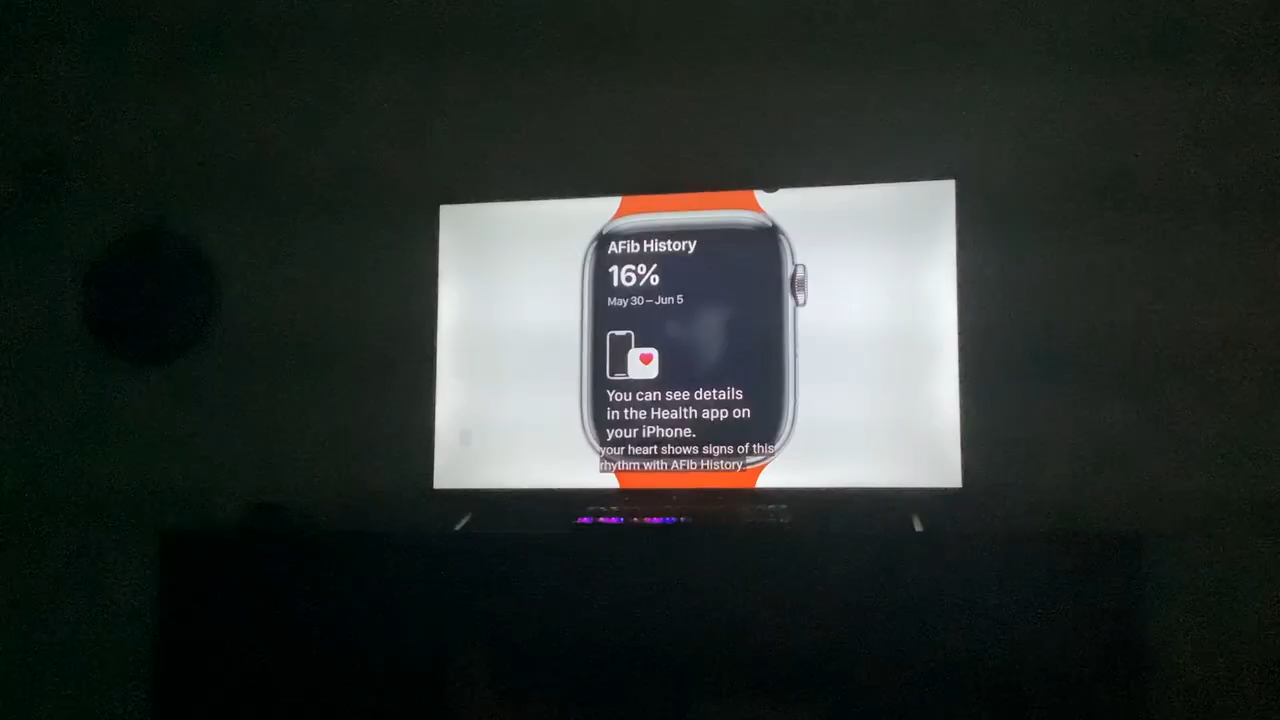 AFib History
16%
May 30 – Jun 5
You can see details
in the Health app on
your iPhone.
your heart shows signs of this
rhythm with AFib History.